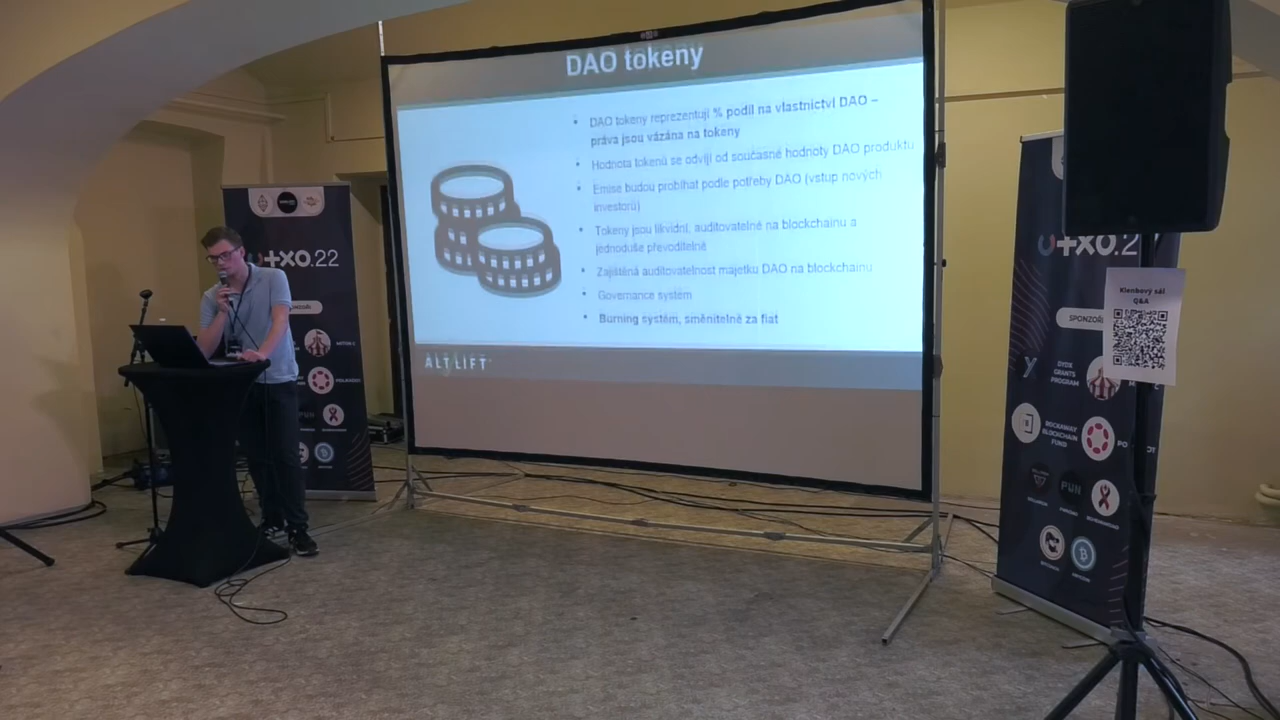 DAO tokeny
DAO tokeny reprezentují % podíl na vlastnictví DAO –
práva jsou vázána na tokeny
Hodnota tokenů se odvíjí od současné hodnoty DAO produktu
Emise budou probíhat podle potřeby DAO (vstup nových
investorů)
Tokeny jsou likvidní, auditovatelné na blockchainu a
jednoduše převoditelné
Zajištěná auditovatelnost majetku DAO na blockchainu
Governance systém
Burning systém, směnitelné za fiat
ALTLIFT
UTXO.22
UTXO.2
Klenbový sál
Q&A
SPONZOŘI
DYDX
GRANTS
PROGRAM
ROCKAWAY
BLOCKCHAIN
FUND
PUN